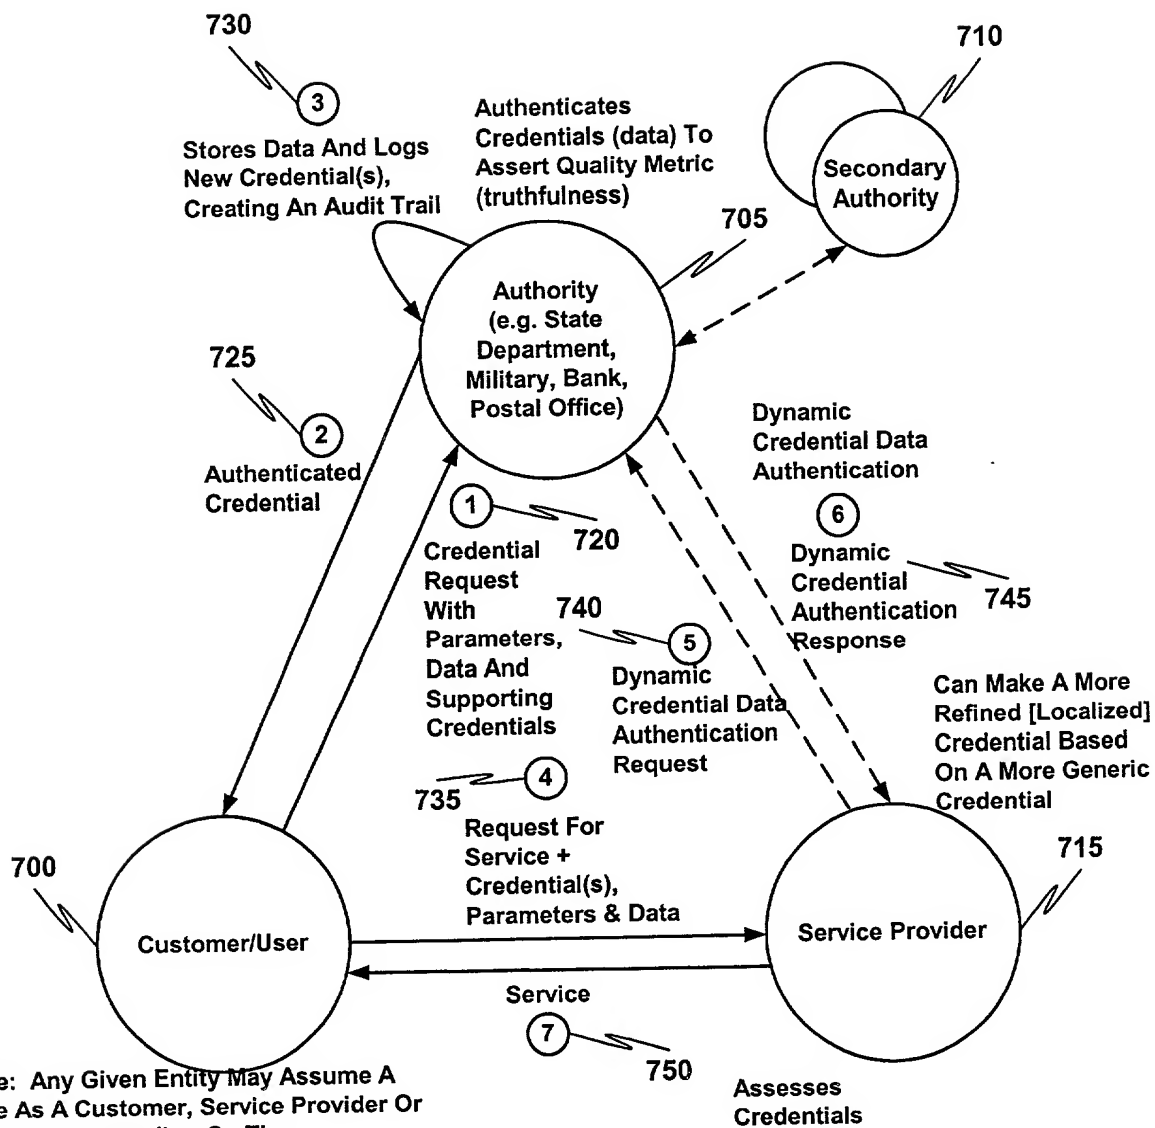 730
710
3
Stores Data And Logs
New Credential(s),
Creating An Audit Trail
Authenticates
Credentials (data) To
Assert Quality Metric
(truthfulness)
Secondary
Authority
705
Authority
(e.g. State
Department,
Military, Bank,
Postal Office)
725
2
Authenticated
Credential
Dynamic
Credential Data
Authentication
6
Dynamic
Credential
Authentication
Response
745
1
720
Credential
Request
With
Parameters,
Data And
Supporting
Credentials
740
5
Dynamic
Credential Data
Authentication
Request
Can Make A More
Refined [Localized]
Credential Based
On A More Generic
Credential
735
4
Request For
Service +
Credential(s),
Parameters & Data
700
Customer/User
715
Service Provider
Service
7
750
e: Any Given Entity May Assume A
e As A Customer, Service Provider Or
Assesses
Credentials